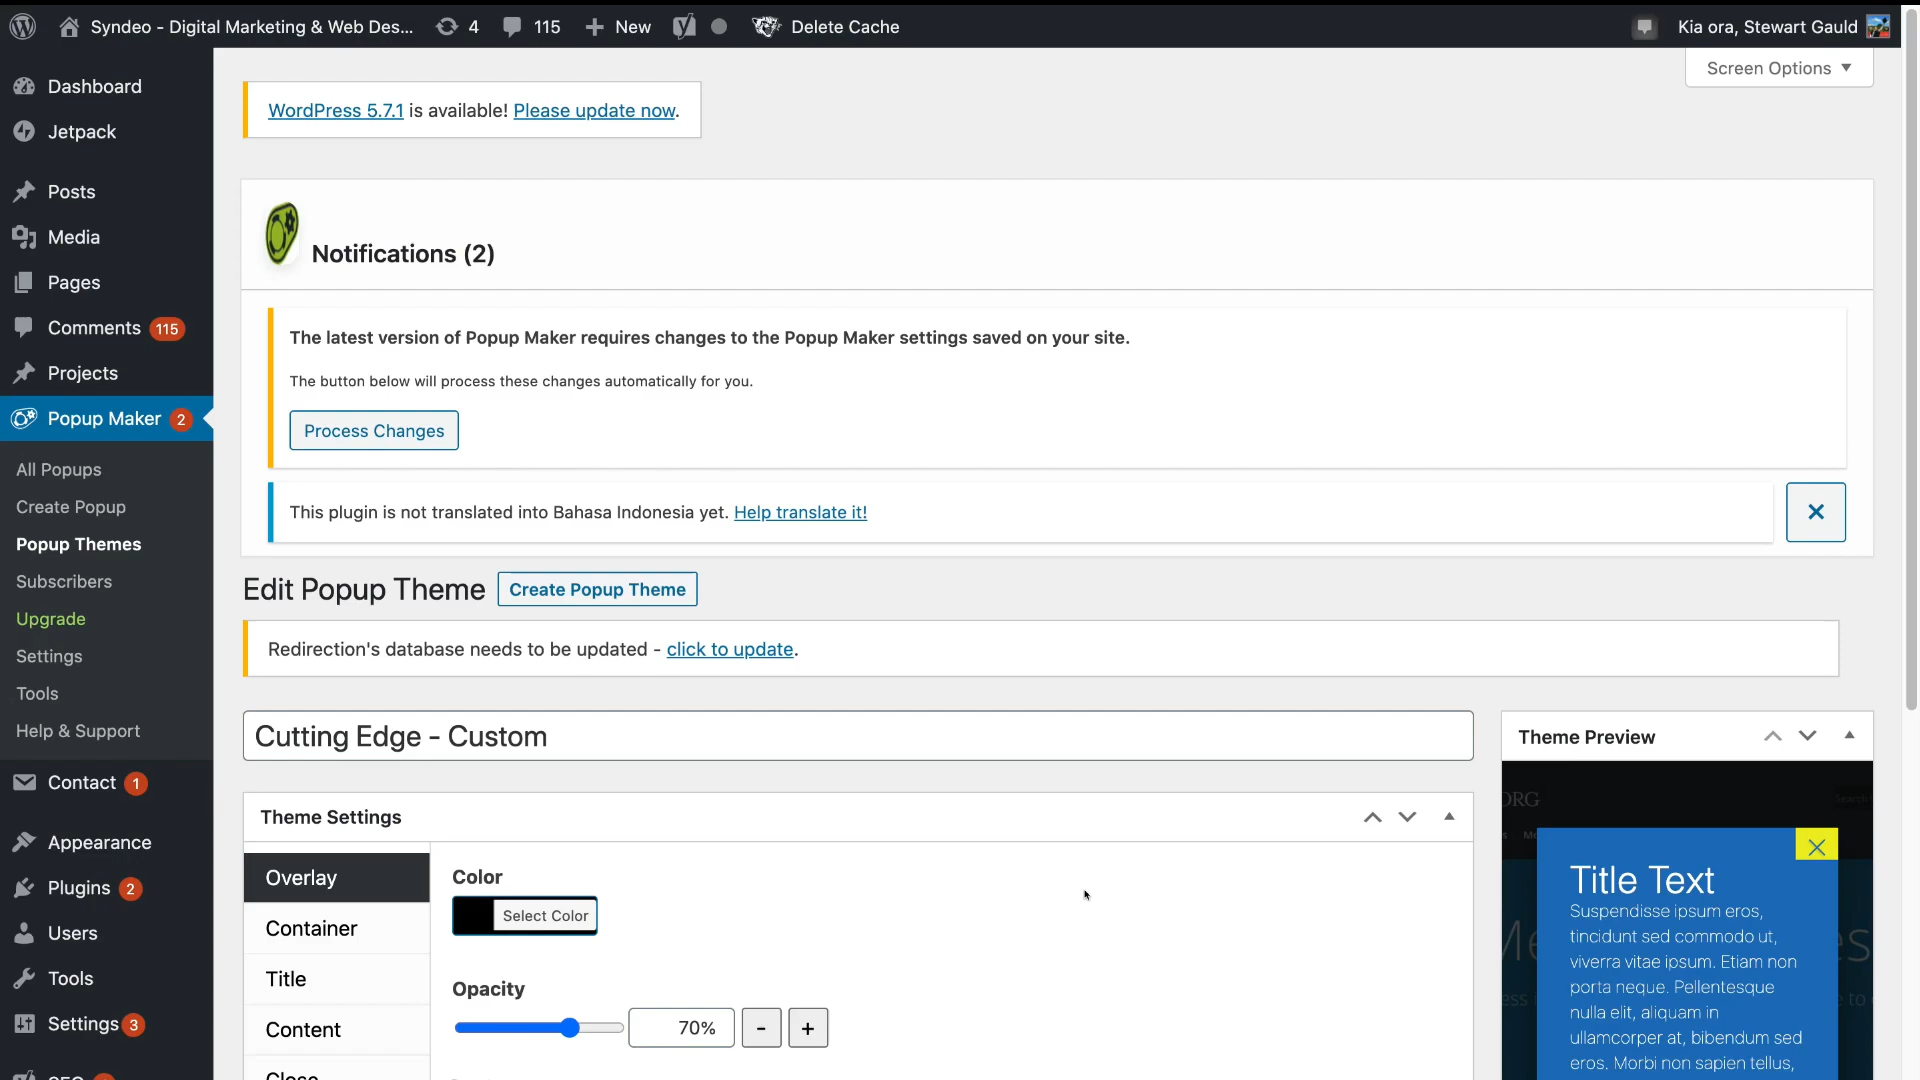 Syndeo - Digital Marketing & Web Des...
4
115
New
Delete Cache
Kia ora, Stewart Gauld
Screen Options
Dashboard
Jetpack
Posts
Media
Pages
Comments 115
Projects
Popup Maker 2
All Popups
Create Popup
Popup Themes
Subscribers
Upgrade
Settings
Tools
Help & Support
Contact 1
Appearance
Plugins 2
Users
Tools
Settings 3
WordPress 5.7.1 is available! Please update now.
Notifications (2)
The latest version of Popup Maker requires changes to the Popup Maker settings saved on your site.
The button below will process these changes automatically for you.
Process Changes
This plugin is not translated into Bahasa Indonesia yet. Help translate it!
Edit Popup Theme
Create Popup Theme
Redirection's database needs to be updated - click to update.
Cutting Edge - Custom
Theme Settings
Overlay
Container
Title
Content
Close
Color
Select Color
Opacity
70%
-
+
Theme Preview
Title Text
Suspendisse ipsum eros,
tincidunt sed commodo ut,
viverra vitae ipsum. Etiam non
porta neque. Pellentesque
nulla elit, aliquam in
ullamcorper at, bibendum sed
eros. Morbi non sapien tellus,